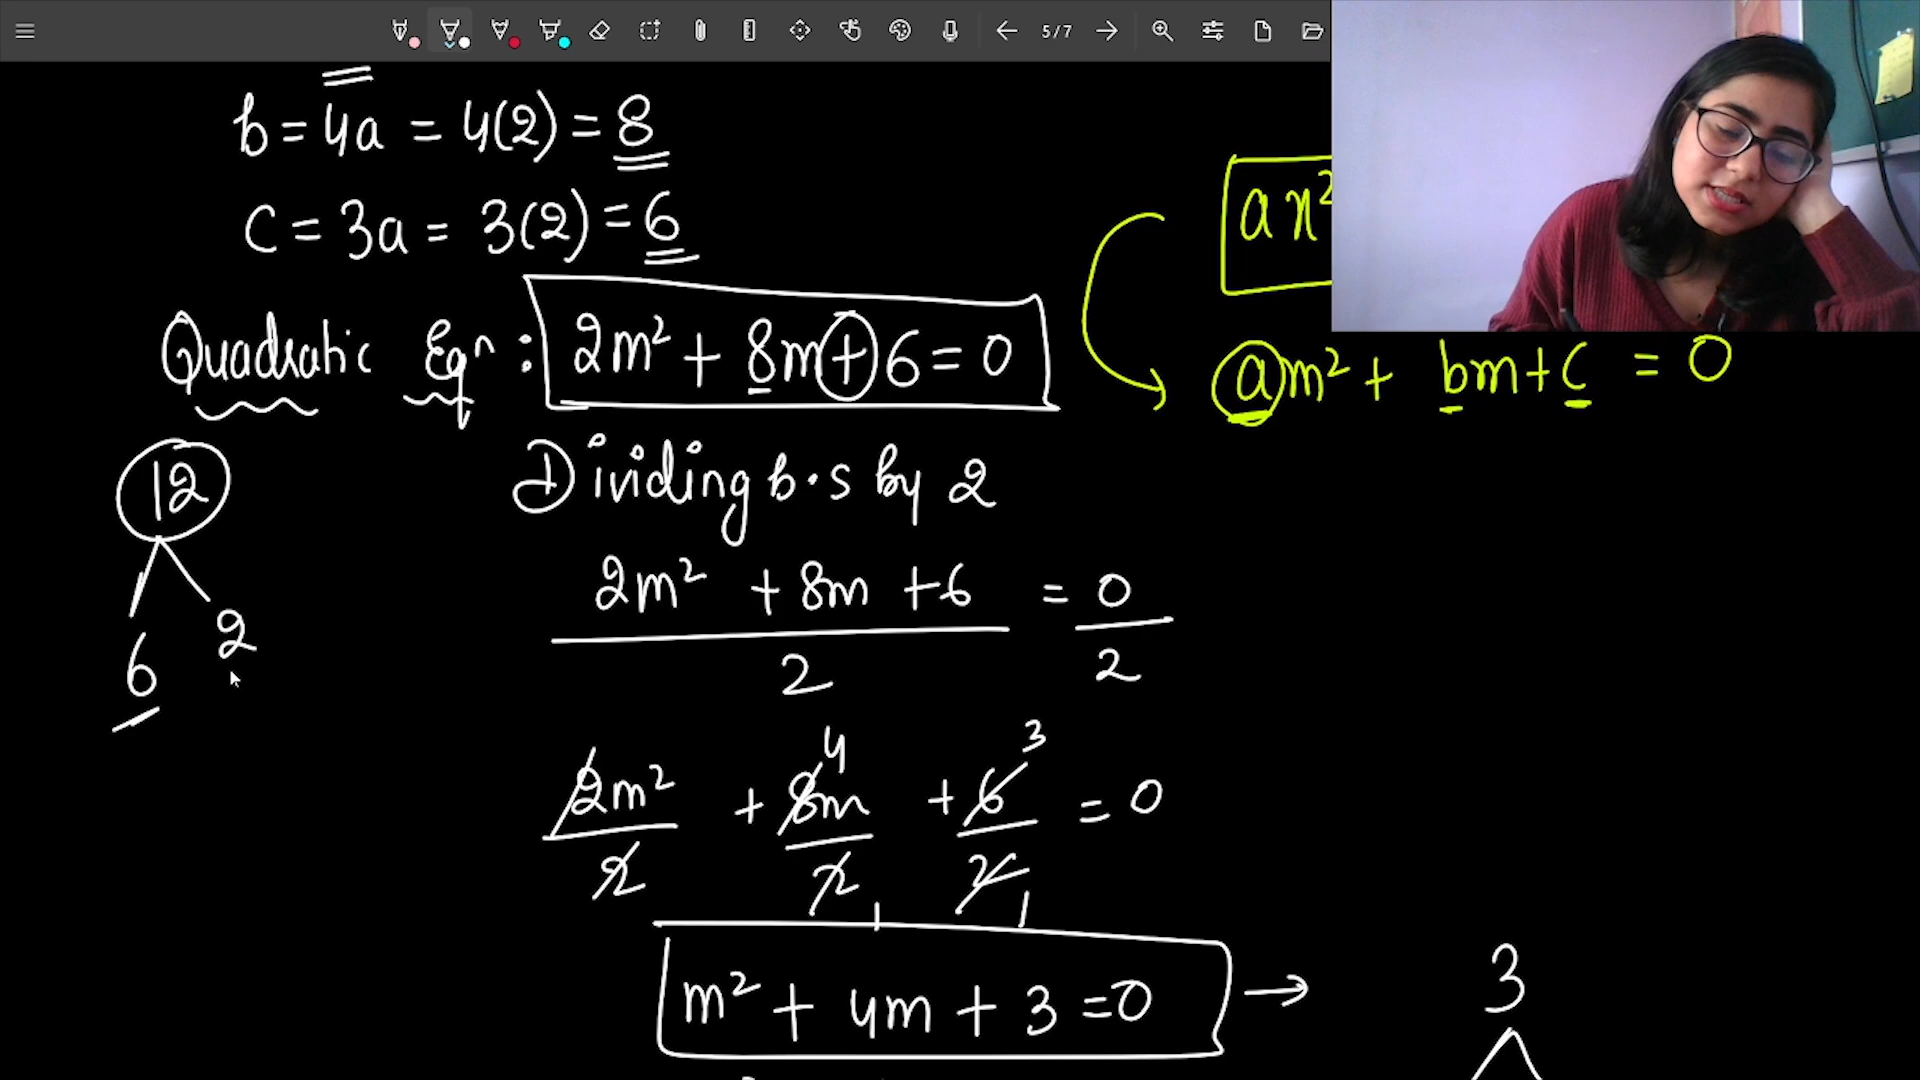 5/7
b = 4a = 4(2) = 8
c = 3a = 3(2) = 6
ax²
Quadratic Eqⁿ : 2m² + 8m + 6 = 0
am² + bm + c = 0
12
6 2
Dividing b.s by 2
2m² + 8m + 6 = 0
2 2
2m² + 8m + 6 = 0
4 3
2 2 2
1 1
m² + 4m + 3 = 0 →
3